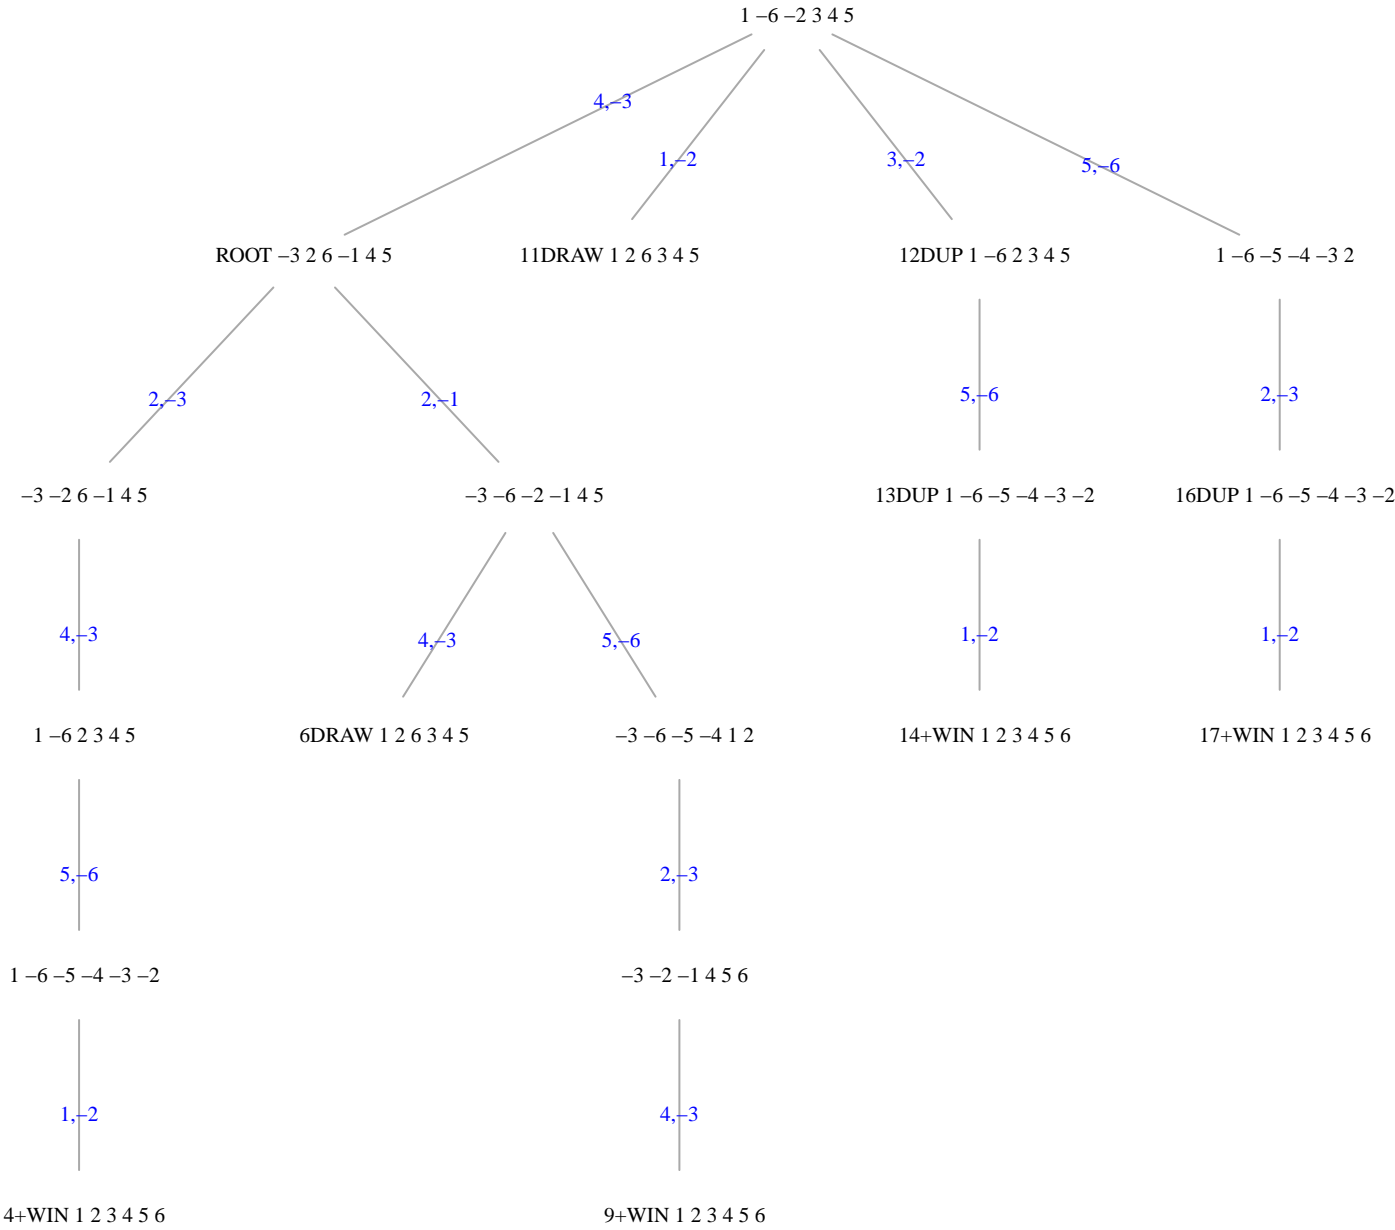 1 −6 −2 3 4 5
4,−3
1,−2
3,−2
5,−6
ROOT −3 2 6 −1 4 5
11DRAW 1 2 6 3 4 5
12DUP 1 −6 2 3 4 5
1 −6 −5 −4 −3 2
2,−3
2,−1
5,−6
2,−3
−3 −2 6 −1 4 5
−3 −6 −2 −1 4 5
13DUP 1 −6 −5 −4 −3 −2
16DUP 1 −6 −5 −4 −3 −2
4,−3
4,−3
5,−6
1,−2
1,−2
1 −6 2 3 4 5
6DRAW 1 2 6 3 4 5
−3 −6 −5 −4 1 2
14+WIN 1 2 3 4 5 6
17+WIN 1 2 3 4 5 6
5,−6
2,−3
1 −6 −5 −4 −3 −2
−3 −2 −1 4 5 6
1,−2
4,−3
4+WIN 1 2 3 4 5 6
9+WIN 1 2 3 4 5 6